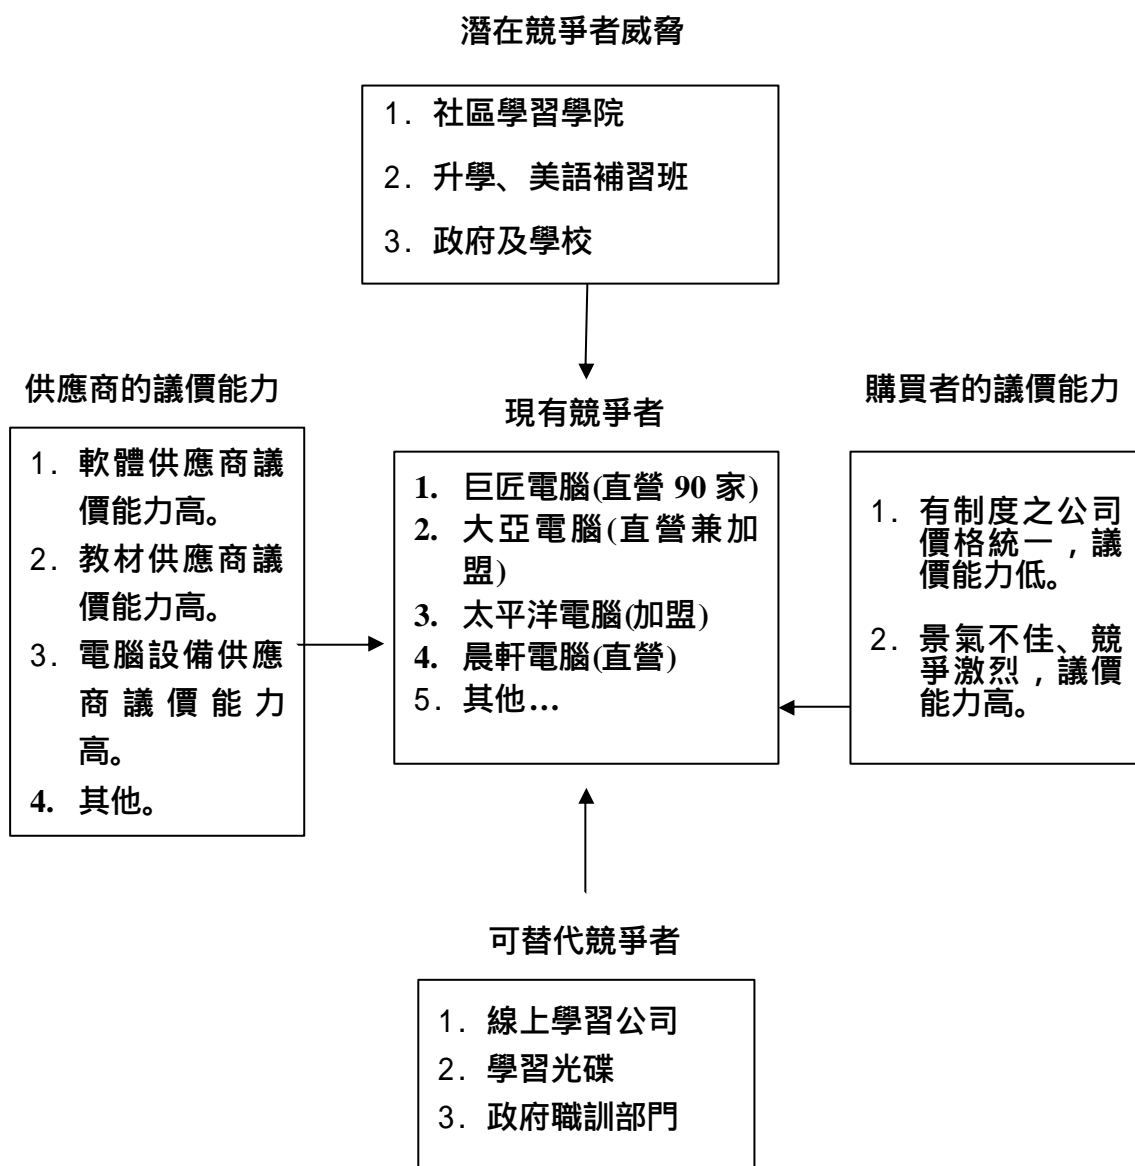 潛在競爭者威脅
1. 社區學習學院
2. 升學、美語補習班
3. 政府及學校
供應商的議價能力
1. 軟體供應商議
價能力高。
2. 教材供應商議
價能力高。
3. 電腦設備供應
商議價能力
高。
4. 其他。
現有競爭者
1. 巨匠電腦(直營 90 家)
2. 大亞電腦(直營兼加
盟)
3. 太平洋電腦(加盟)
4. 晨軒電腦(直營)
5. 其他…
購買者的議價能力
1. 有制度之公司
價格統一，議
價能力低。
2. 景氣不佳、競
爭激烈，議價
能力高。
可替代競爭者
1. 線上學習公司
2. 學習光碟
3. 政府職訓部門